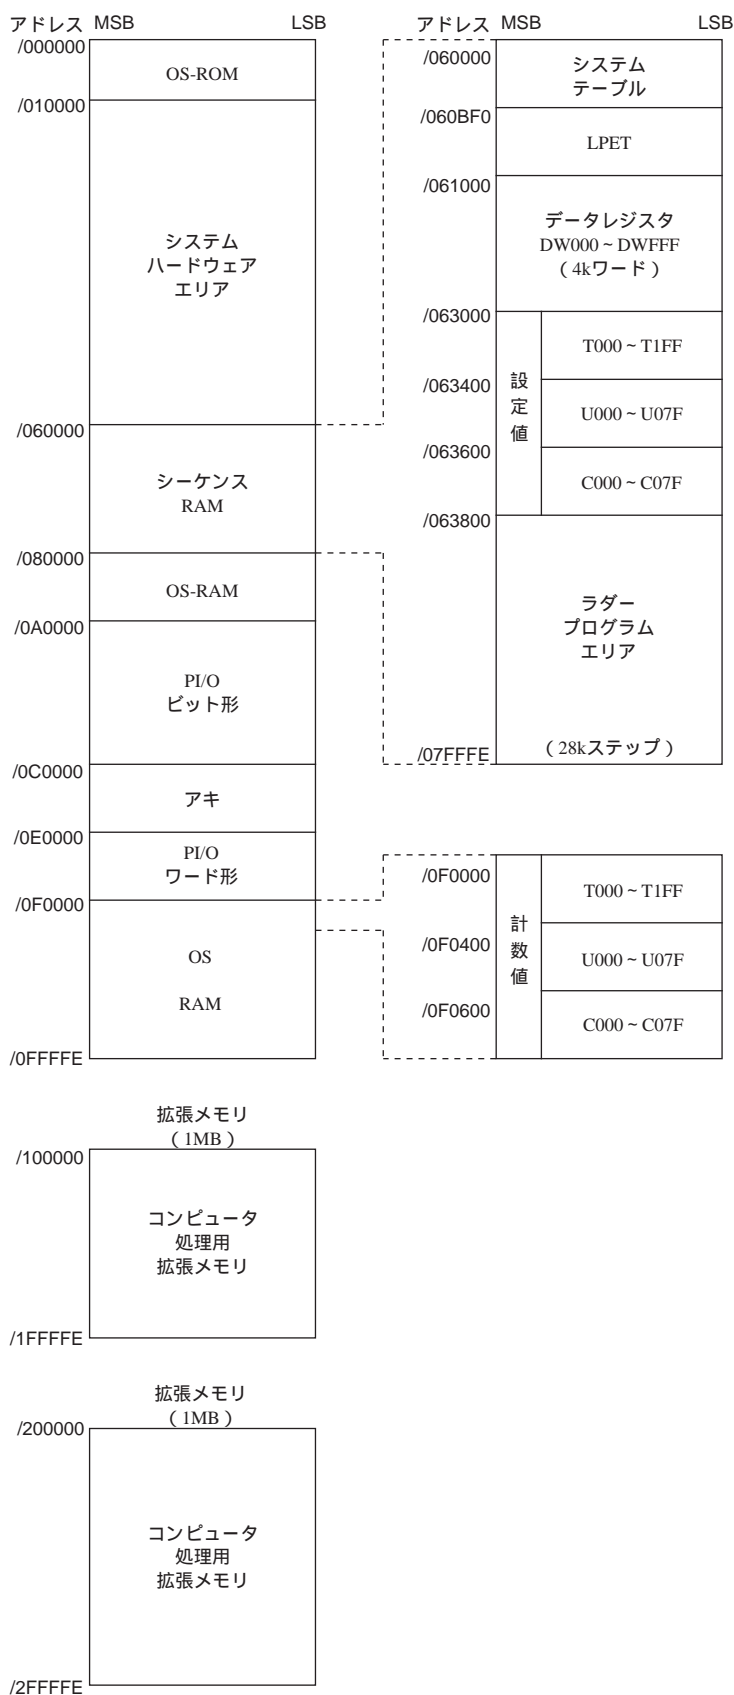 アドレス MSB LSB
/000000
OS-ROM
/010000
システム
ハードウェア
エリア
/060000
シーケンス
RAM
/080000
OS-RAM
/0A0000
PI/O
ビット形
/0C0000
アキ
/0E0000
PI/O
ワード形
/0F0000
OS
RAM
/0FFFFE
拡張メモリ
(1MB)
/100000
コンピュータ
処理用
拡張メモリ
/1FFFFE
拡張メモリ
(1MB)
/200000
コンピュータ
処理用
拡張メモリ
/2FFFFE
アドレス MSB LSB
/060000
システム
テーブル
/060BF0
LPET
/061000
データレジスタ
DW000~DWFFF
(4kワード)
/063000
設定値
T000~T1FF
/063400
U000~U07F
/063600
C000~C07F
/063800
ラダー
プログラム
エリア
(28kステップ)
/07FFFE
/0F0000
計数値
T000~T1FF
/0F0400
U000~U07F
/0F0600
C000~C07F